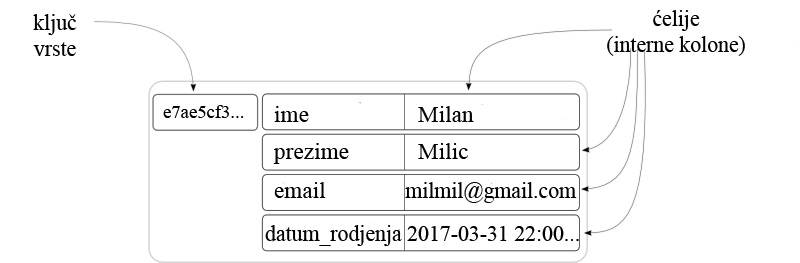 ključ
vrste
ćelije
(interne kolone)
e7ae5cf3...
ime Milan
prezime Milic
email milmil@gmail.com
datum_rodjenja 2017-03-31 22:00...